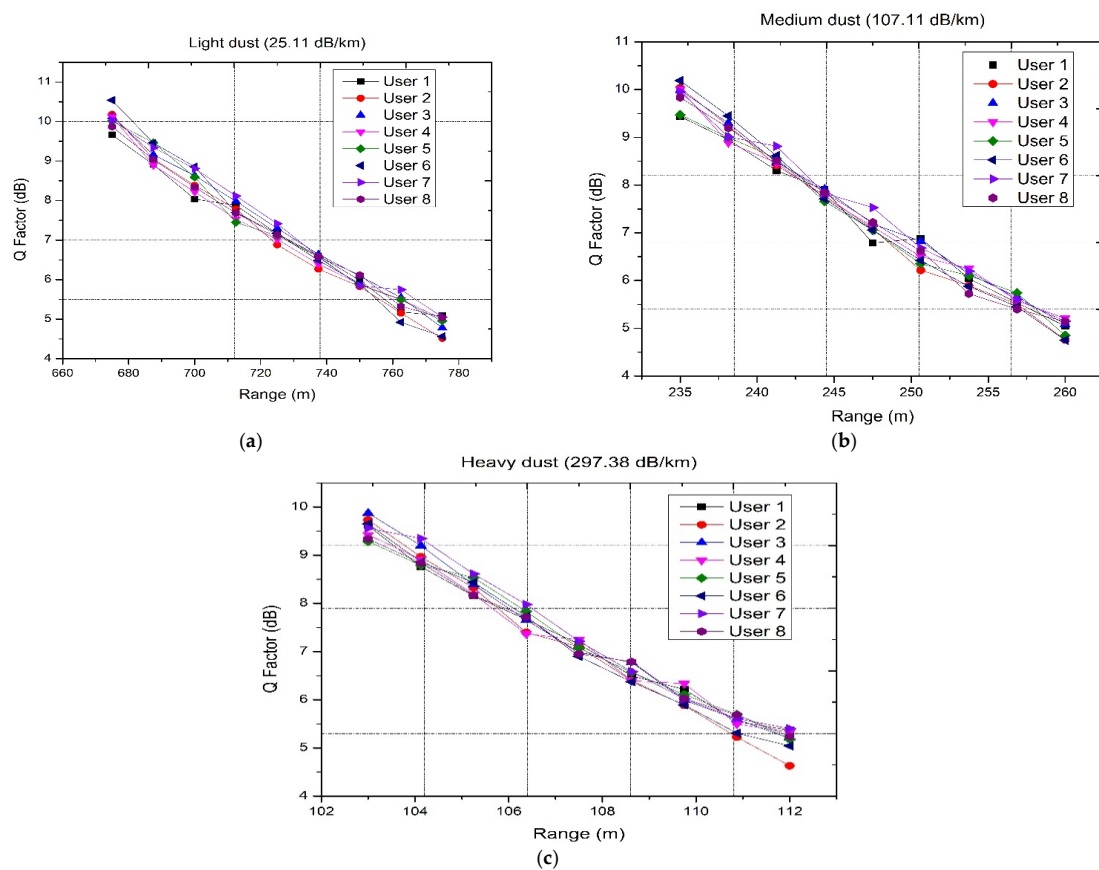 Light dust (25.11 dB/km)
11
10
9
8
7
6
5
4
Q Factor (dB)
User 1
User 2
User 3
User 4
User 5
User 6
User 7
User 8
660 680 700 720 740 760 780
Range (m)
(a)
Medium dust (107.11 dB/km)
11
10
9
8
7
6
5
4
Q Factor (dB)
User 1
User 2
User 3
User 4
User 5
User 6
User 7
User 8
235 240 245 250 255 260
Range (m)
(b)
Heavy dust (297.38 dB/km)
10
9
8
7
6
5
4
Q Factor (dB)
User 1
User 2
User 3
User 4
User 5
User 6
User 7
User 8
102 104 106 108 110 112
Range (m)
(c)